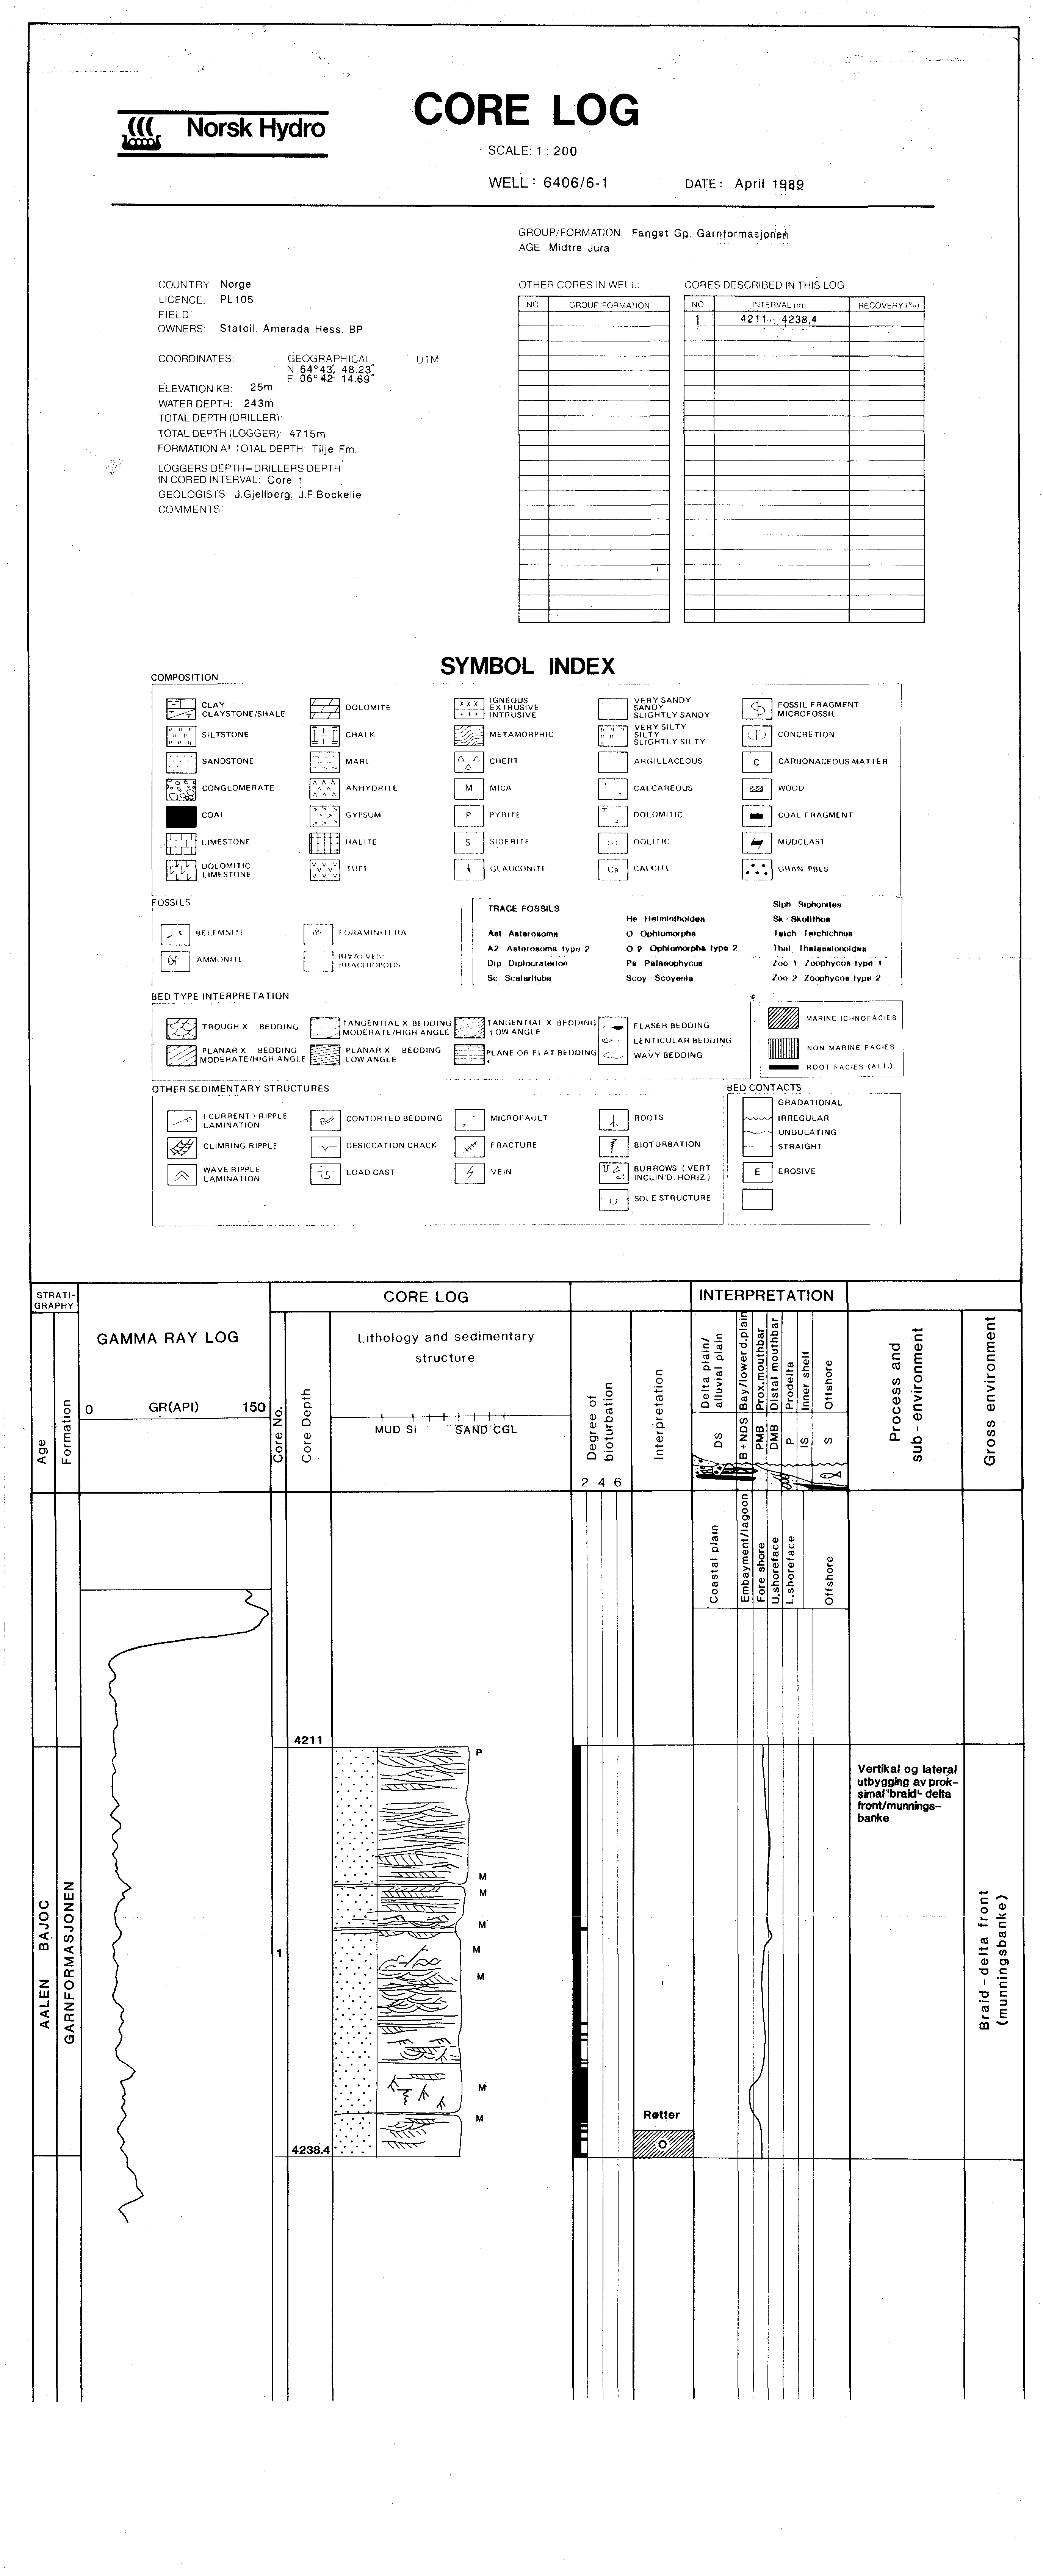 CORE LOG
Norsk Hydro
SCALE: 1 : 200
WELL: 6406/6-1
DATE: April 1989
GROUP/FORMATION: Fangst Gp, Garnformasjonen
AGE: Midtre Jura
COUNTRY Norge
LICENCE: PL105
FIELD:
OWNERS: Statoil, Amerada Hess. BP
COORDINATES: GEOGRAPHICAL UTM
N 64°43', 48.23"
E 06°42' 14.69"
ELEVATION KB: 25m
WATER DEPTH: 243m
TOTAL DEPTH (DRILLER):
TOTAL DEPTH (LOGGER): 4715m
FORMATION AT TOTAL DEPTH: Tilje Fm.
LOGGERS DEPTH—DRILLERS DEPTH
IN CORED INTERVAL: Core 1
GEOLOGISTS: J.Gjellberg, J.F.Bockelie
COMMENTS
OTHER CORES IN WELL:
NO GROUP/FORMATION
CORES DESCRIBED IN THIS LOG:
NO INTERVAL (m) RECOVERY (%)
1 4211 - 4238,4
SYMBOL INDEX
COMPOSITION
CLAY
CLAYSTONE/SHALE
SILTSTONE
SANDSTONE
CONGLOMERATE
COAL
LIMESTONE
DOLOMITIC
LIMESTONE
DOLOMITE
CHALK
MARL
ANHYDRITE
GYPSUM
HALITE
TUFF
IGNEOUS
EXTRUSIVE
INTRUSIVE
METAMORPHIC
CHERT
M MICA
P PYRITE
S SIDERITE
GLAUCONITE
VERY SANDY
SANDY
SLIGHTLY SANDY
VERY SILTY
SILTY
SLIGHTLY SILTY
ARGILLACEOUS
CALCAREOUS
DOLOMITIC
OOLITIC
Ca CALCITE
FOSSIL FRAGMENT
MICROFOSSIL
CONCRETION
C CARBONACEOUS MATTER
WOOD
COAL FRAGMENT
MUDCLAST
GRAN PBLS
FOSSILS
BELEMNITE
AMMONITE
FORAMINIFERA
BIVALVES
BRACHIOPODS
TRACE FOSSILS
Ast Asterosoma
A2 Asterosoma type 2
Dip Diplocraterion
Sc Scalarituba
He Helminthoidea
O Ophiomorpha
O 2 Ophiomorpha type 2
Pa Palaeophycus
Scoy Scoyenia
Siph Siphonites
Sk Skolithos
Teich Teichichnus
Thal Thalassionoides
Zoo 1 Zoophycos type 1
Zoo 2 Zoophycos type 2
BED TYPE INTERPRETATION
TROUGH X BEDDING
PLANAR X BEDDING
MODERATE/HIGH ANGLE
TANGENTIAL X BEDDING
MODERATE/HIGH ANGLE
PLANAR X BEDDING
LOW ANGLE
TANGENTIAL X BEDDING
LOW ANGLE
PLANE OR FLAT BEDDING
FLASER BEDDING
LENTICULAR BEDDING
WAVY BEDDING
MARINE ICHNOFACIES
NON MARINE FACIES
ROOT FACIES (ALT.)
OTHER SEDIMENTARY STRUCTURES
(CURRENT) RIPPLE
LAMINATION
CLIMBING RIPPLE
WAVE RIPPLE
LAMINATION
CONTORTED BEDDING
DESICCATION CRACK
LOAD CAST
MICROFAULT
FRACTURE
VEIN
ROOTS
BIOTURBATION
BURROWS (VERT
INCLIN'D, HORIZ)
SOLE STRUCTURE
BED CONTACTS
GRADATIONAL
IRREGULAR
UNDULATING
STRAIGHT
E EROSIVE
STRATI-
GRAPHY
Age
Formation
GAMMA RAY LOG
0 GR(API) 150
CORE LOG
Core No.
Core Depth
Lithology and sedimentary
structure
MUD Si SAND CGL
Degree of
bioturbation
2 4 6
Interpretation
INTERPRETATION
Delta plain/
alluvial plain
Bay/lower d.plain
Prox.mouthbar
Distal mouthbar
Prodelta
Inner shelf
Offshore
DS
B+NDS
PMB
DMB
P
IS
S
Coastal plain
Embayment/lagoon
Fore shore
U.shoreface
L.shoreface
Offshore
Process and
sub-environment
Gross environment
AALEN BAJOC
GARNFORMASJONEN
4211
1
4238.4
P
M
M
M
M
M
M
M
Røtter
O
Vertikal og lateral
utbygging av prok-
simal 'braid'- delta
front/munnings-
banke
Braid-delta front
(munningsbanke)